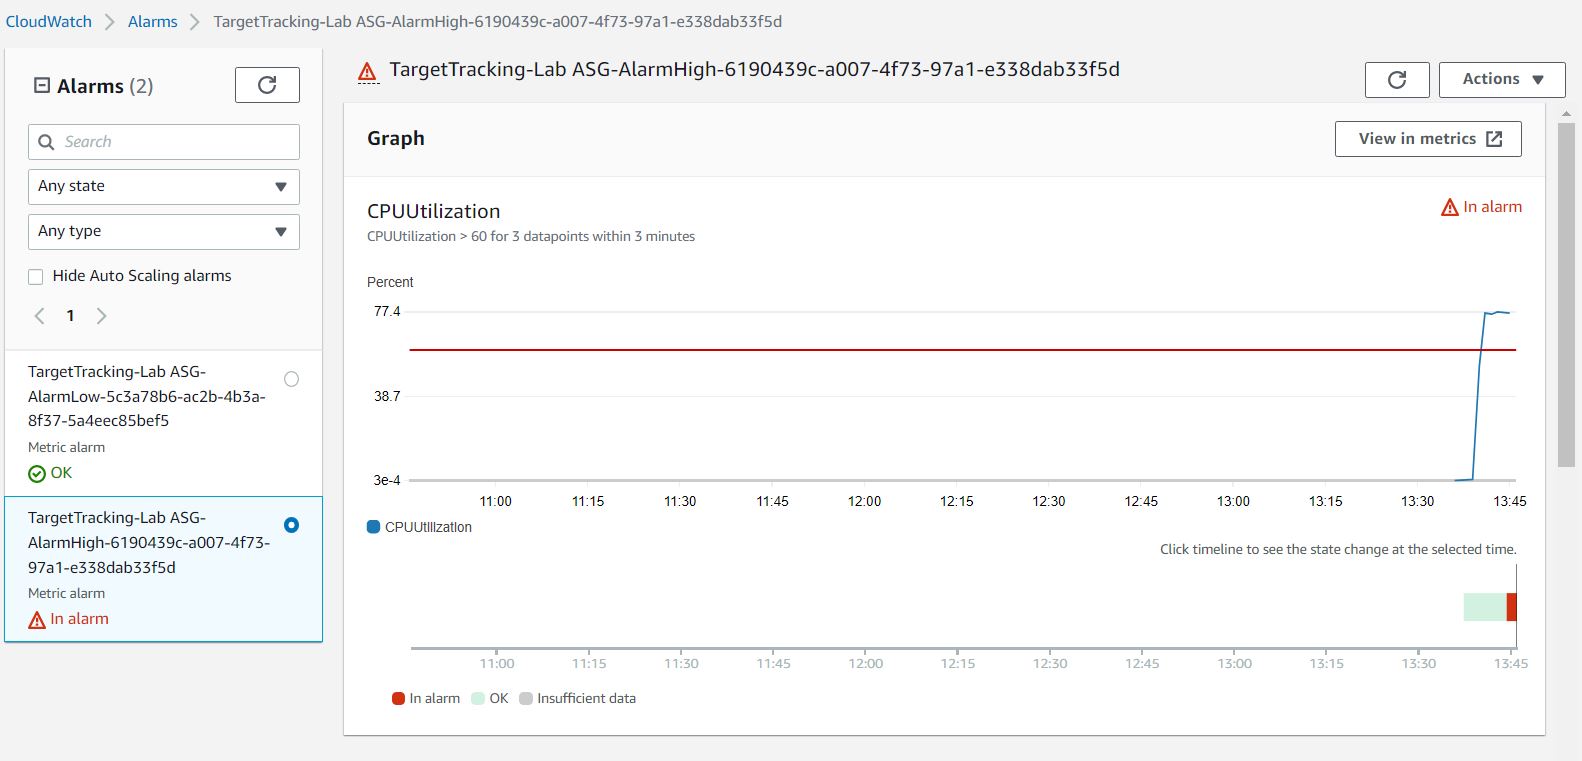 CloudWatch > Alarms > TargetTracking-Lab ASG-AlarmHigh-6190439c-a007-4f73-97a1-e338dab33f5d
Alarms (2)
Search
Any state
Any type
Hide Auto Scaling alarms
1
TargetTracking-Lab ASG-
AlarmLow-5c3a78b6-ac2b-4b3a-
8f37-5a4eec85bef5
Metric alarm
OK
TargetTracking-Lab ASG-
AlarmHigh-6190439c-a007-4f73-
97a1-e338dab33f5d
Metric alarm
In alarm
TargetTracking-Lab ASG-AlarmHigh-6190439c-a007-4f73-97a1-e338dab33f5d
Actions
Graph
View in metrics
CPUUtilization
In alarm
CPUUtilization > 60 for 3 datapoints within 3 minutes
Percent
77.4
38.7
3e-4
11:00 11:15 11:30 11:45 12:00 12:15 12:30 12:45 13:00 13:15 13:30 13:45
CPUUtilization
Click timeline to see the state change at the selected time.
11:00 11:15 11:30 11:45 12:00 12:15 12:30 12:45 13:00 13:15 13:30 13:45
In alarm OK Insufficient data